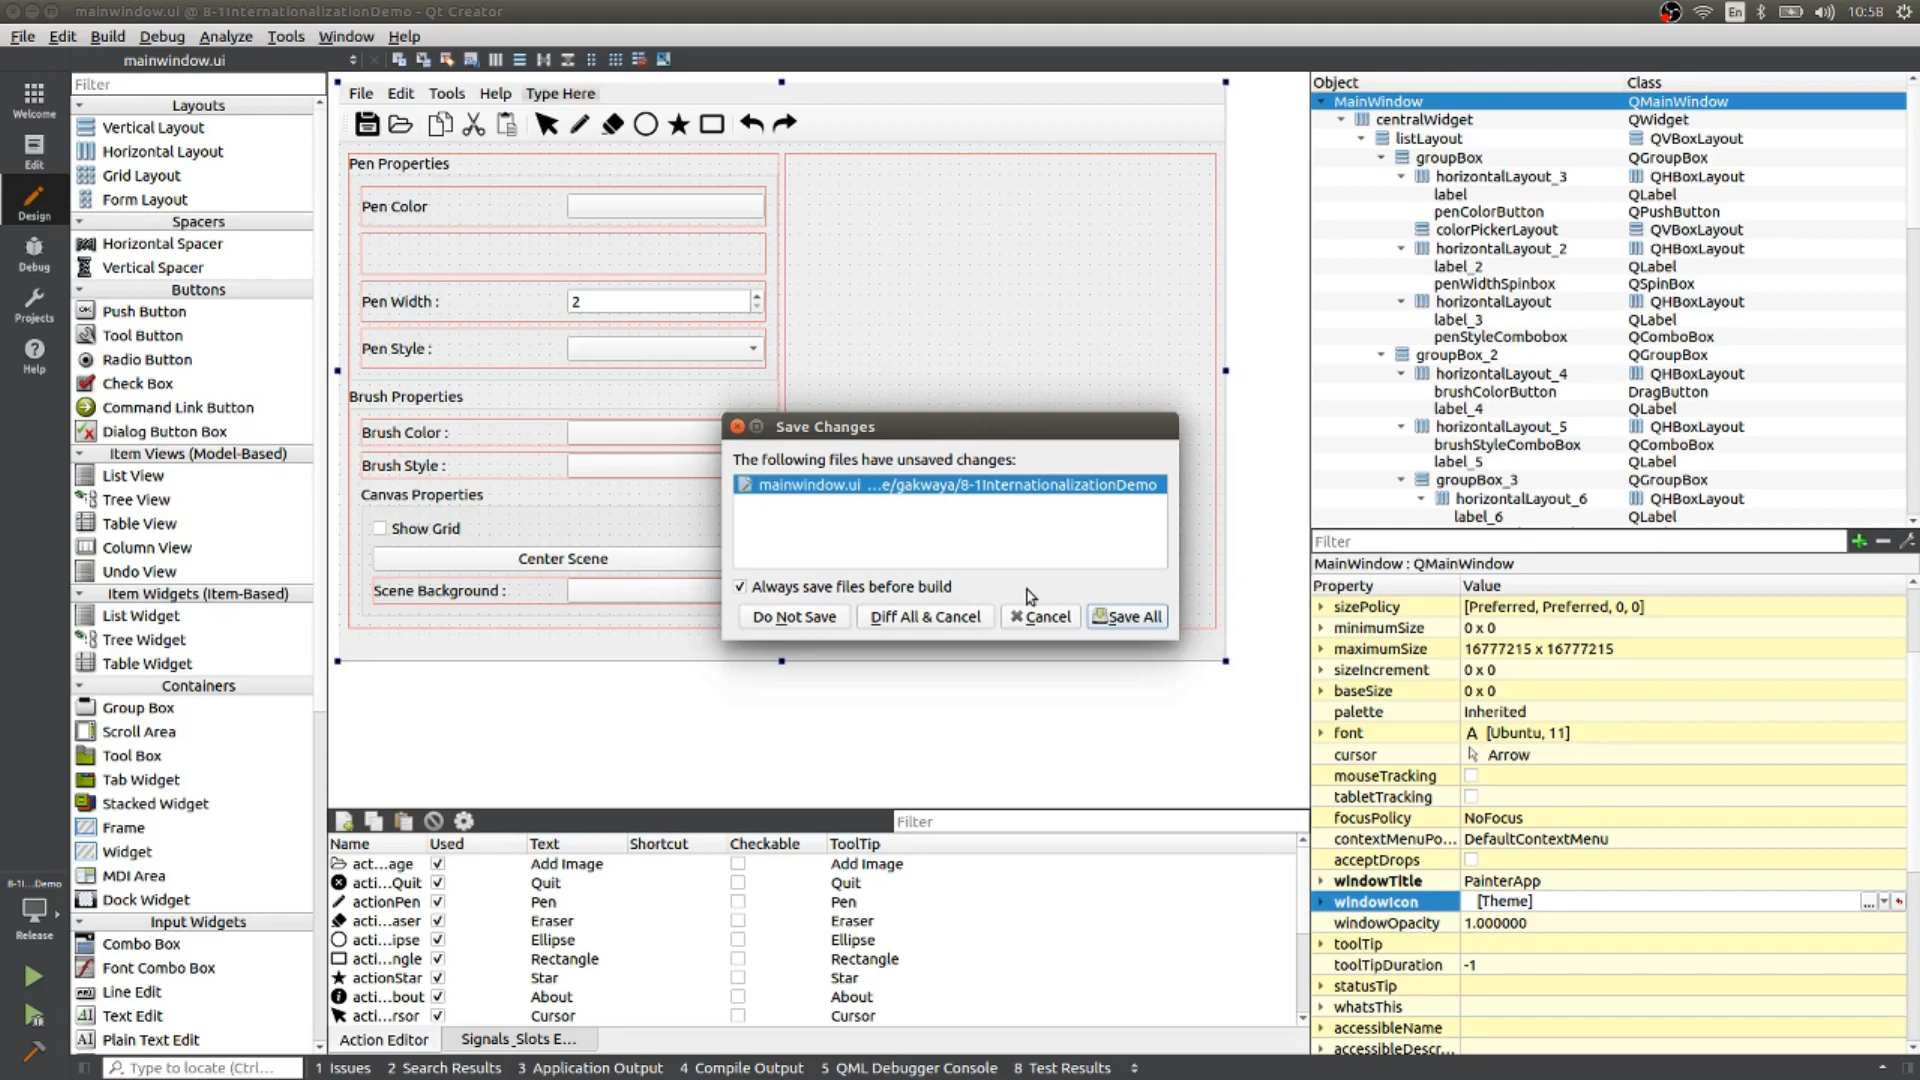 mainwindow.ui @ 8-1InternationalizationDemo - Qt Creator
En 10:58
File Edit Build Debug Analyze Tools Window Help
mainwindow.ui
Welcome
Edit
Design
Debug
Projects
Help
8-1I...Demo
Release
Filter
Layouts
Vertical Layout
Horizontal Layout
Grid Layout
Form Layout
Spacers
Horizontal Spacer
Vertical Spacer
Buttons
Push Button
Tool Button
Radio Button
Check Box
Command Link Button
Dialog Button Box
Item Views (Model-Based)
List View
Tree View
Table View
Column View
Undo View
Item Widgets (Item-Based)
List Widget
Tree Widget
Table Widget
Containers
Group Box
Scroll Area
Tool Box
Tab Widget
Stacked Widget
Frame
Widget
MDI Area
Dock Widget
Input Widgets
Combo Box
Font Combo Box
Line Edit
Text Edit
Plain Text Edit
File Edit Tools Help Type Here
Pen Properties
Pen Color
Pen Width : 2
Pen Style :
Brush Properties
Brush Color :
Brush Style :
Canvas Properties
Show Grid
Center Scene
Scene Background :
Save Changes
The following files have unsaved changes:
mainwindow.ui ...e/gakwaya/8-1InternationalizationDemo
Always save files before build
Do Not Save Diff All & Cancel Cancel Save All
Filter
Name Used Text Shortcut Checkable ToolTip
act...age Add Image Add Image
acti...Quit Quit Quit
actionPen Pen Pen
acti...aser Eraser Eraser
acti...ipse Ellipse Ellipse
acti...ngle Rectangle Rectangle
actionStar Star Star
acti...bout About About
acti...rsor Cursor Cursor
Action Editor Signals_Slots E...
Object Class
MainWindow QMainWindow
centralWidget QWidget
listLayout QVBoxLayout
groupBox QGroupBox
horizontalLayout_3 QHBoxLayout
label QLabel
penColorButton QPushButton
colorPickerLayout QVBoxLayout
horizontalLayout_2 QHBoxLayout
label_2 QLabel
penWidthSpinbox QSpinBox
horizontalLayout QHBoxLayout
label_3 QLabel
penStyleCombobox QComboBox
groupBox_2 QGroupBox
horizontalLayout_4 QHBoxLayout
brushColorButton DragButton
label_4 QLabel
horizontalLayout_5 QHBoxLayout
brushStyleComboBox QComboBox
label_5 QLabel
groupBox_3 QGroupBox
horizontalLayout_6 QHBoxLayout
label_6 QLabel
Filter
MainWindow : QMainWindow
Property Value
sizePolicy [Preferred, Preferred, 0, 0]
minimumSize 0 x 0
maximumSize 16777215 x 16777215
sizeIncrement 0 x 0
baseSize 0 x 0
palette Inherited
font A [Ubuntu, 11]
cursor Arrow
mouseTracking
tabletTracking
focusPolicy NoFocus
contextMenuPo... DefaultContextMenu
acceptDrops
windowTitle PainterApp
windowIcon [Theme] ...
windowOpacity 1.000000
toolTip
toolTipDuration -1
statusTip
whatsThis
accessibleName
accessibleDescr...
Type to locate (Ctrl... 1 Issues 2 Search Results 3 Application Output 4 Compile Output 5 QML Debugger Console 8 Test Results